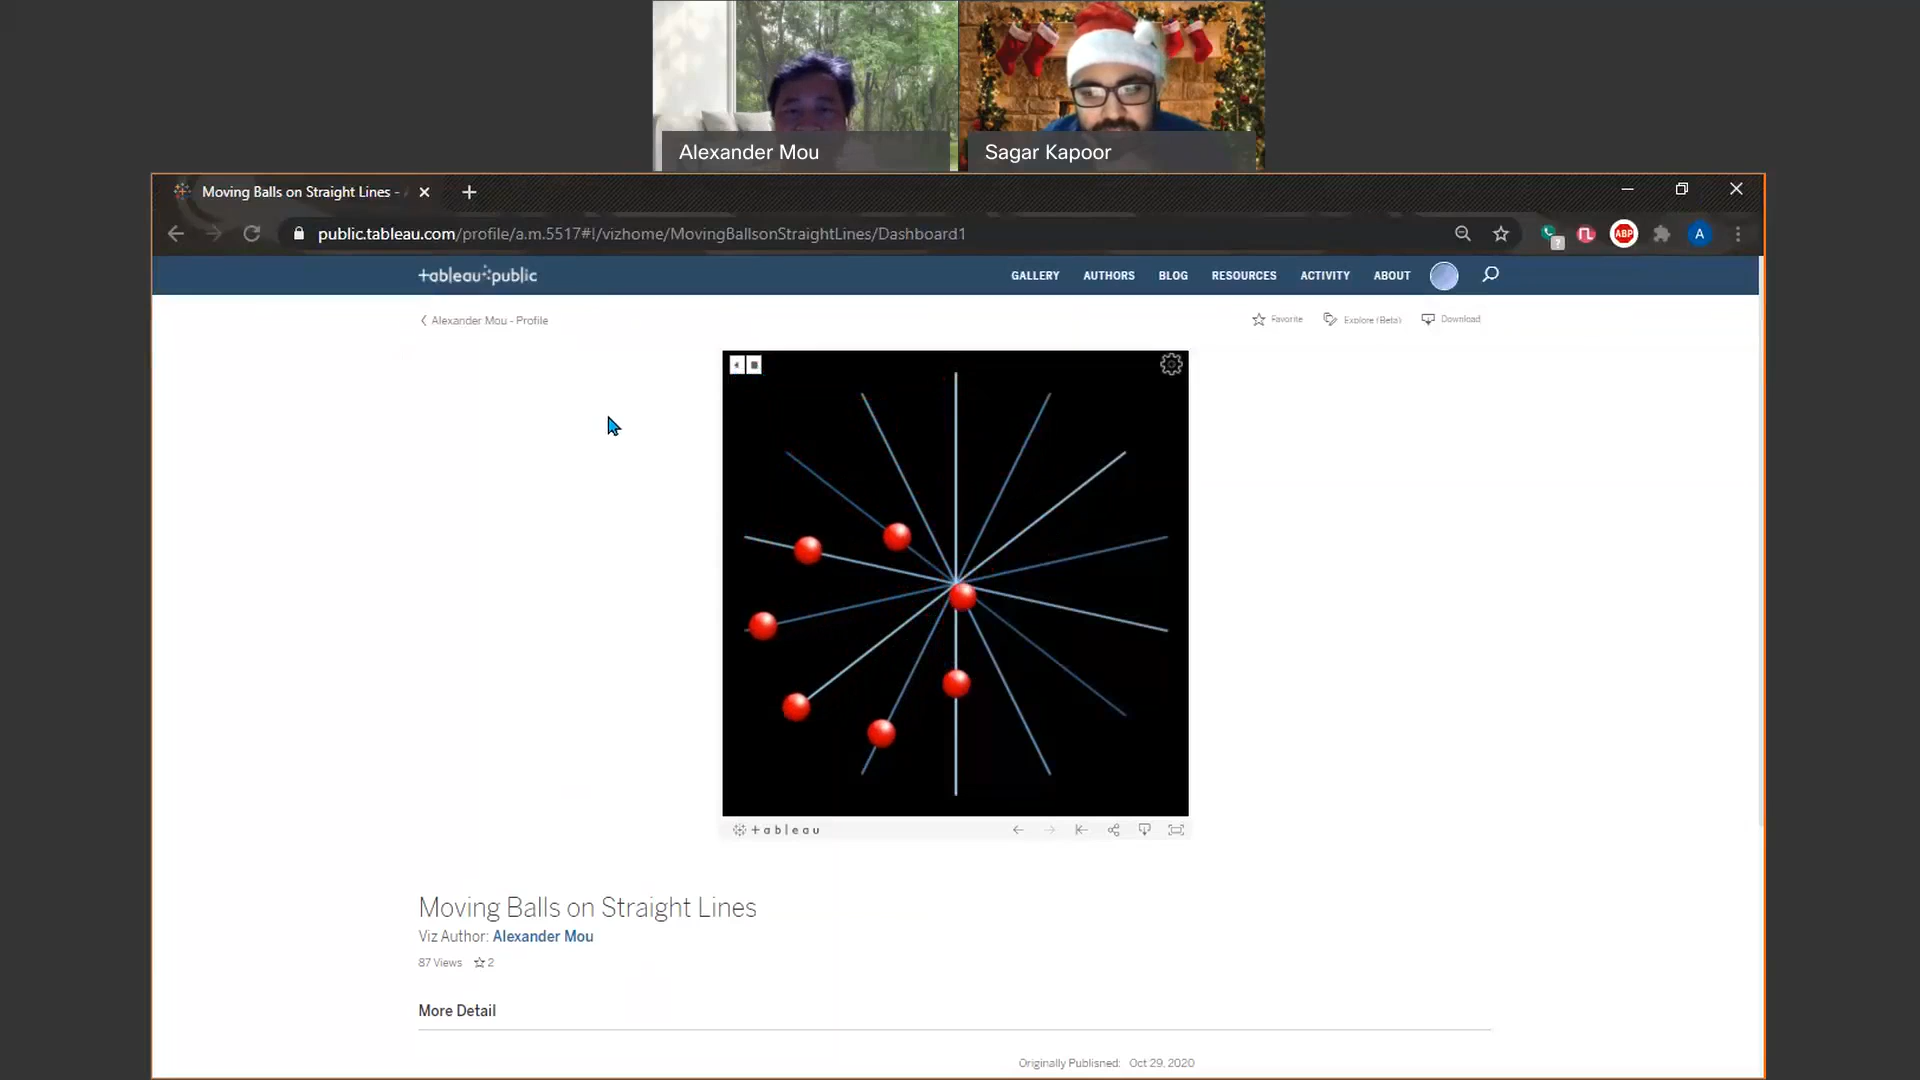 Alexander Mou
Sagar Kapoor
Moving Balls on Straight Lines -
public.tableau.com/profile/a.m.5517#!/vizhome/MovingBallsonStraightLines/Dashboard1
ABP
?
A
+ableau public
GALLERY AUTHORS BLOG RESOURCES ACTIVITY ABOUT
Alexander Mou - Profile
Favorite Explore (Beta) Download
+ableau
Moving Balls on Straight Lines
Viz Author: Alexander Mou
87 Views 2
More Detail
Originally Published: Oct 29, 2020